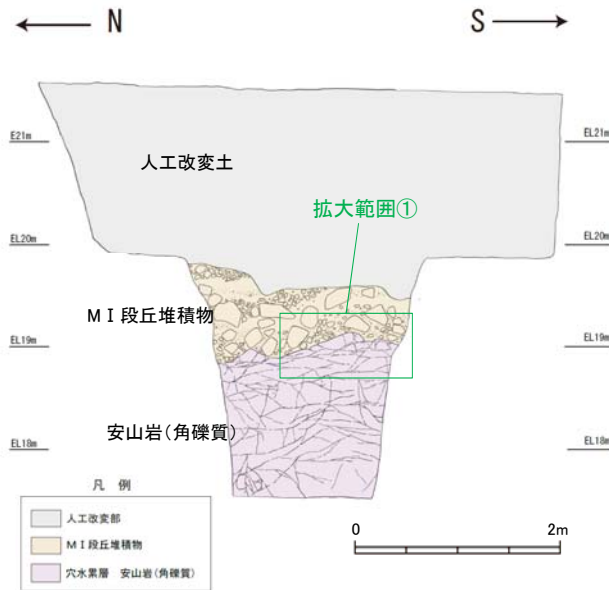 N S
E21m EL21m
人工改変土
拡大範囲①
EL20m EL20m
MⅠ段丘堆積物
EL19m EL19m
安山岩(角礫質)
EL18m EL18m
凡 例
人工改変部
MⅠ段丘堆積物
穴水累層 安山岩(角礫質)
0 2m